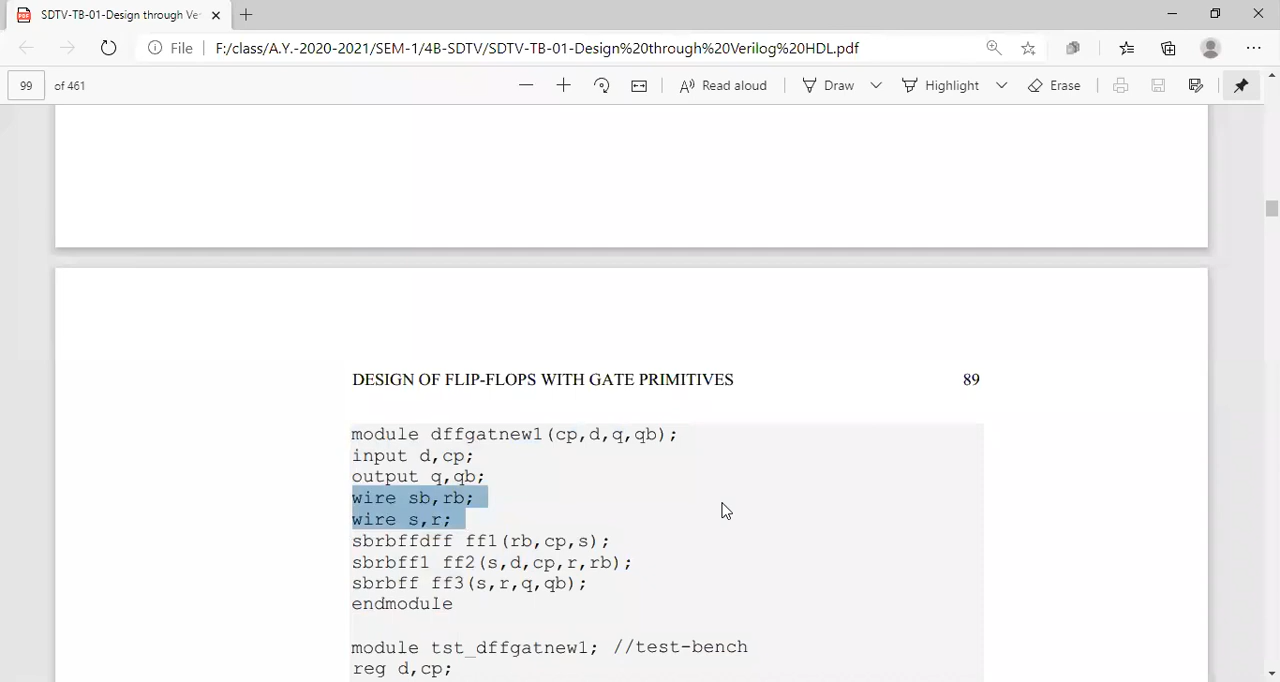 SDTV-TB-01-Design through Ve
File
F:/class/A.Y.-2020-2021/SEM-1/4B-SDTV/SDTV-TB-01-Design%20through%20Verilog%20HDL.pdf
99 of 461
Read aloud
Draw
Highlight
Erase
DESIGN OF FLIP-FLOPS WITH GATE PRIMITIVES 89
module dffgatnew1(cp,d,q,qb);
input d,cp;
output q,qb;
wire sb,rb;
wire s,r;
sbrbffdff ff1(rb,cp,s);
sbrbff1 ff2(s,d,cp,r,rb);
sbrbff ff3(s,r,q,qb);
endmodule
module tst_dffgatnew1; //test-bench
reg d,cp;